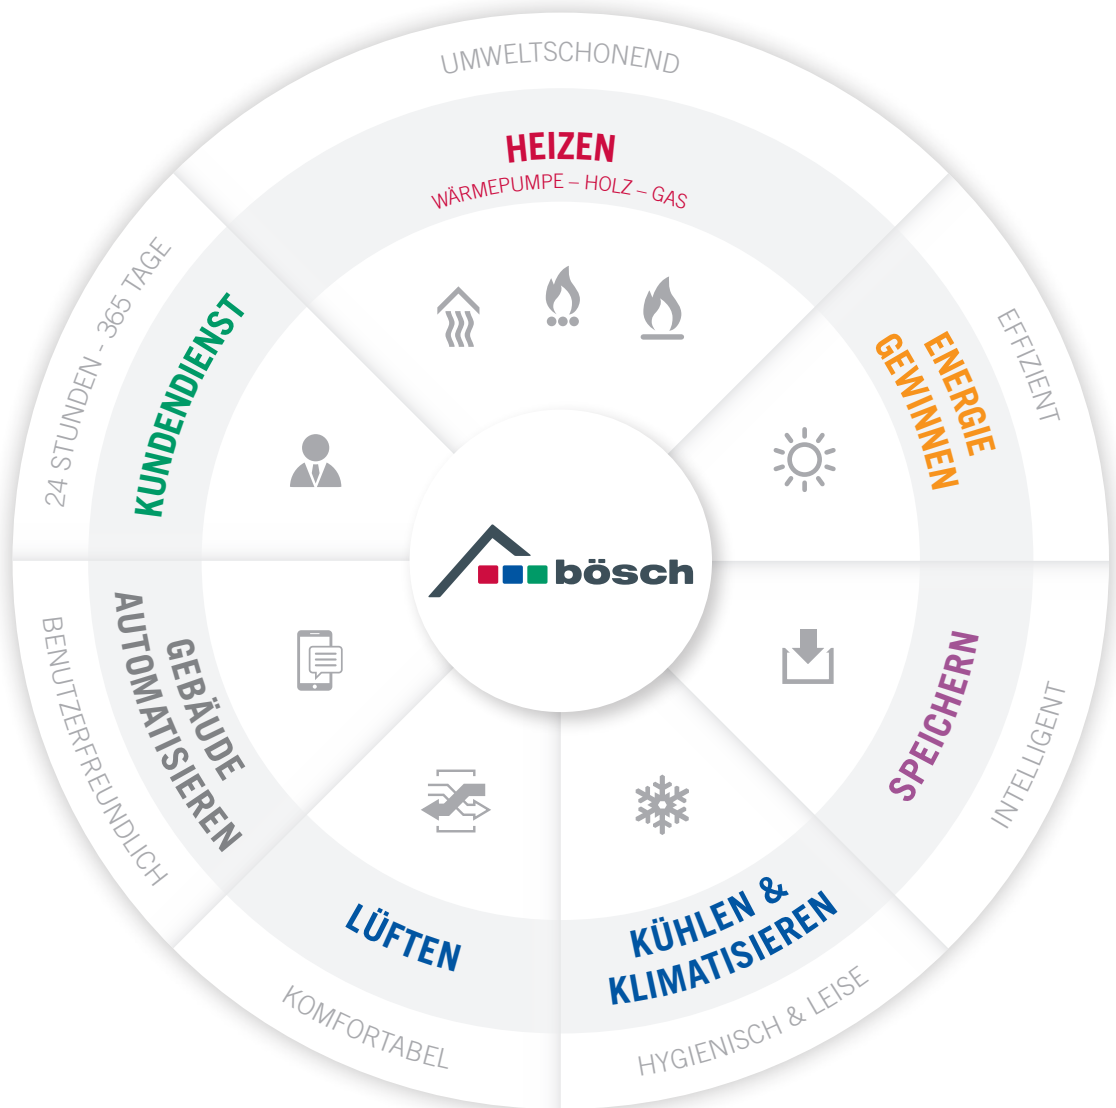 UMWELTSCHONEND
HEIZEN
WÄRMEPUMPE – HOLZ – GAS
EFFIZIENT
ENERGIE
GEWINNEN
INTELLIGENT
SPEICHERN
KÜHLEN &
KLIMATISIEREN
HYGIENISCH & LEISE
LÜFTEN
KOMFORTABEL
GEBÄUDE
AUTOMATISIEREN
BENUTZERFREUNDLICH
24 STUNDEN - 365 TAGE
KUNDENDIENST
bösch